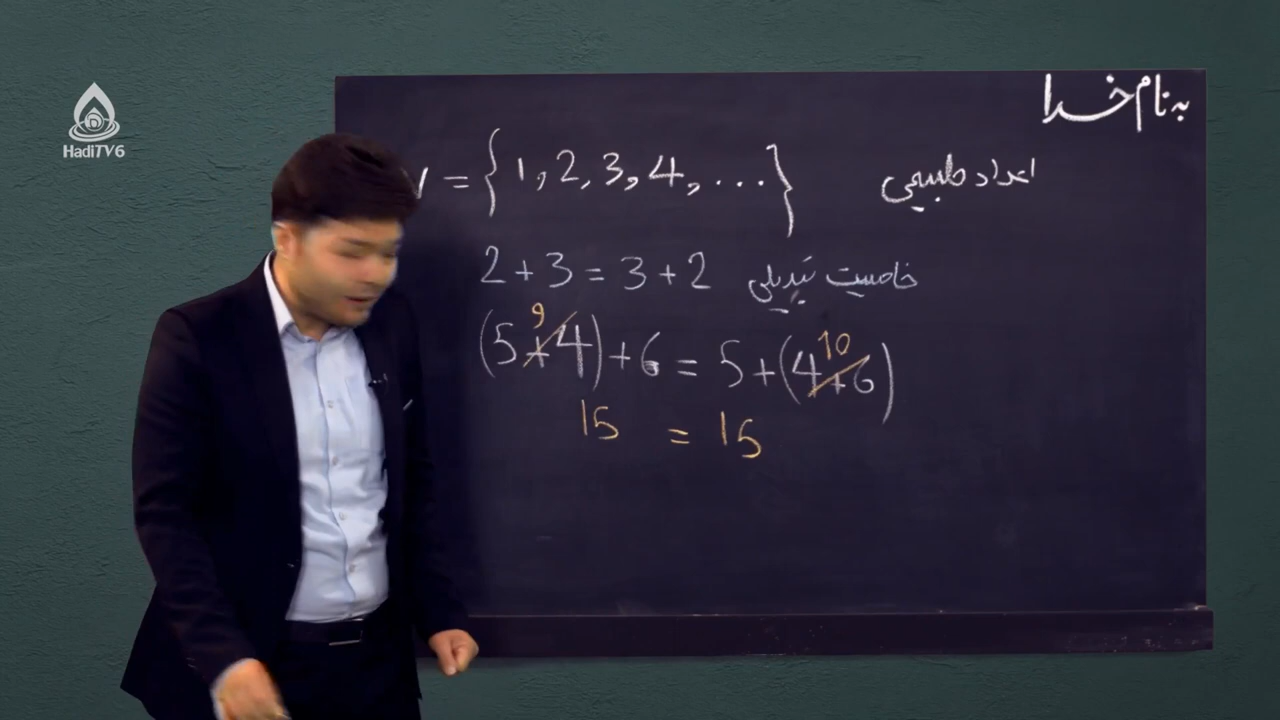 به نام خدا
HadiTV6
= {1, 2, 3, 4, ...} اعداد طبیعی
2 + 3 = 3 + 2 خاصیت تبدیلی
9 10
(5+4)+6 = 5+(4+6)
15 = 15